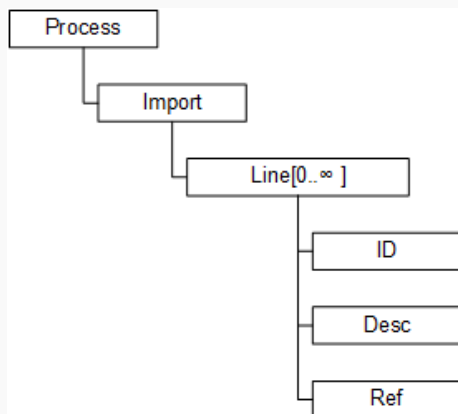 Process
Import
Line[0..∞ ]
ID
Desc
Ref